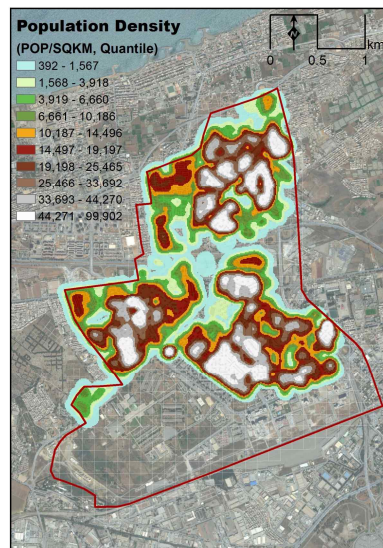 Population Density
(POP/SQKM, Quantile)
392 - 1,567
1,568 - 3,918
3,919 - 6,660
6,661 - 10,186
10,187 - 14,496
14,497 - 19,197
19,198 - 25,465
25,466 - 33,692
33,693 - 44,270
44,271 - 99,902
N
km
0 0.5 1